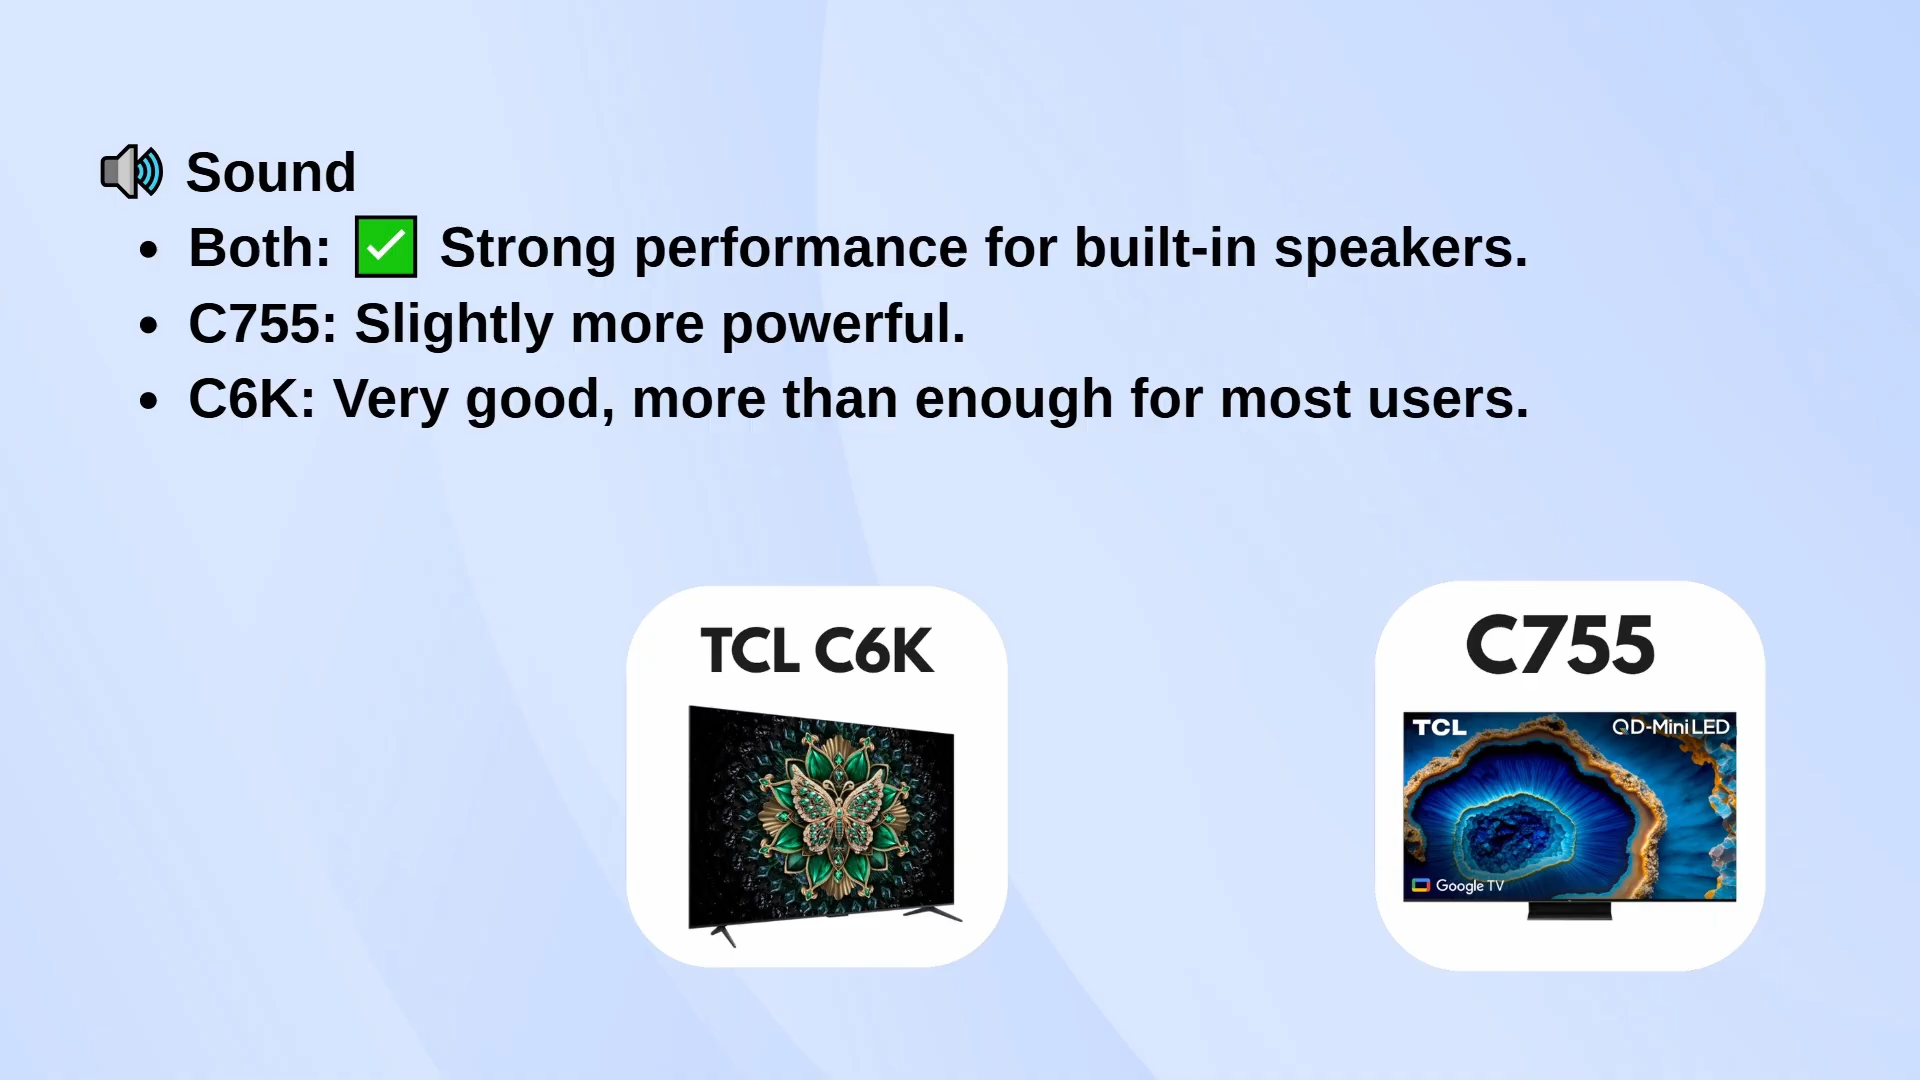 🔊 Sound
• Both: ✅ Strong performance for built-in speakers.
• C755: Slightly more powerful.
• C6K: Very good, more than enough for most users.
TCL C6K
C755
TCL QD-Mini LED
Google TV